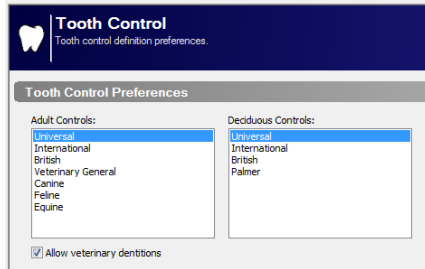 Tooth Control
Tooth control definition preferences.
Tooth Control Preferences
Adult Controls:
Universal
International
British
Veterinary General
Canine
Feline
Equine
Deciduous Controls:
Universal
International
British
Palmer
Allow veterinary dentitions